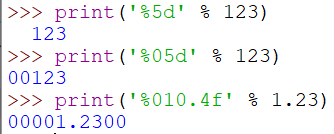 >>> print('%5d' % 123)
  123
>>> print('%05d' % 123)
00123
>>> print('%010.4f' % 1.23)
00001.2300